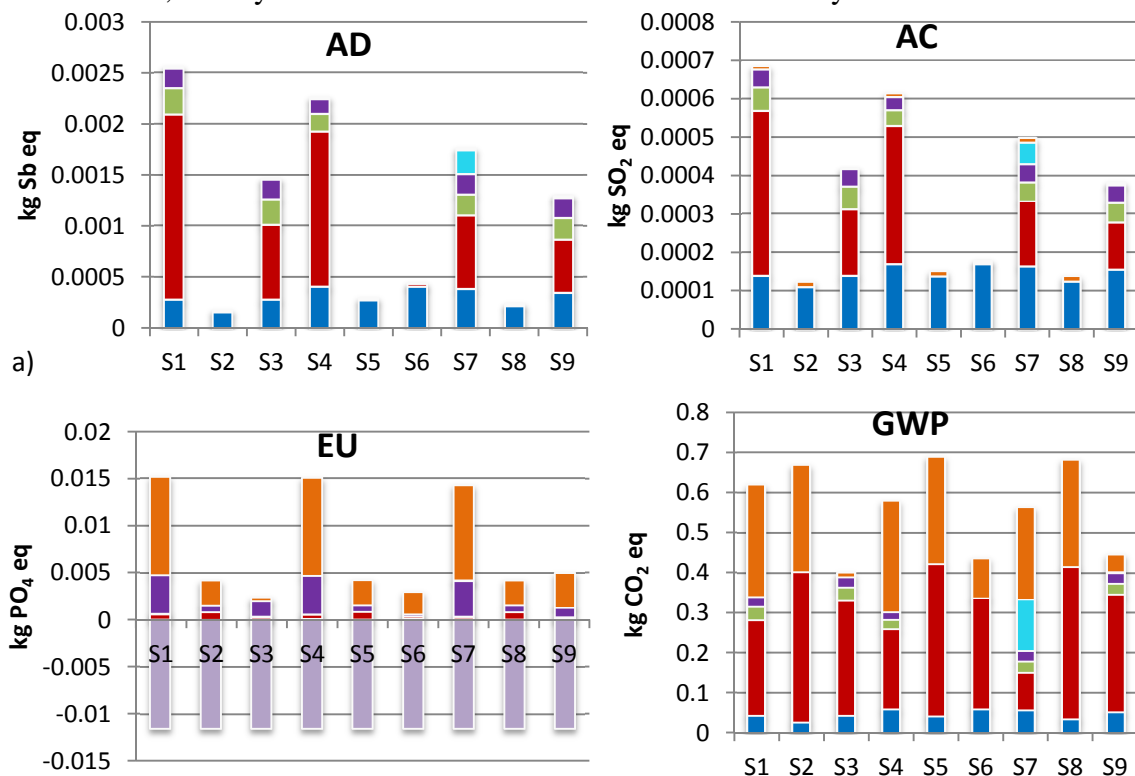 AD
0.003
0.0025
0.002
0.0015
0.001
0.0005
0
kg Sb eq
S1 S2 S3 S4 S5 S6 S7 S8 S9
a)
AC
0.0008
0.0007
0.0006
0.0005
0.0004
0.0003
0.0002
0.0001
0
kg SO₂ eq
S1 S2 S3 S4 S5 S6 S7 S8 S9
EU
0.02
0.015
0.01
0.005
0
-0.005
-0.01
-0.015
kg PO₄ eq
S1 S2 S3 S4 S5 S6 S7 S8 S9
GWP
0.8
0.7
0.6
0.5
0.4
0.3
0.2
0.1
0
kg CO₂ eq
S1 S2 S3 S4 S5 S6 S7 S8 S9